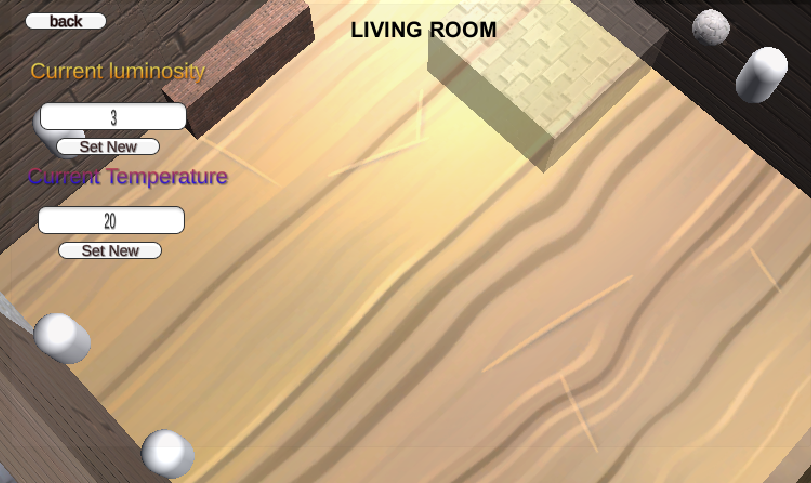 back
LIVING ROOM
Current luminosity
3
Set New
Current Temperature
20
Set New